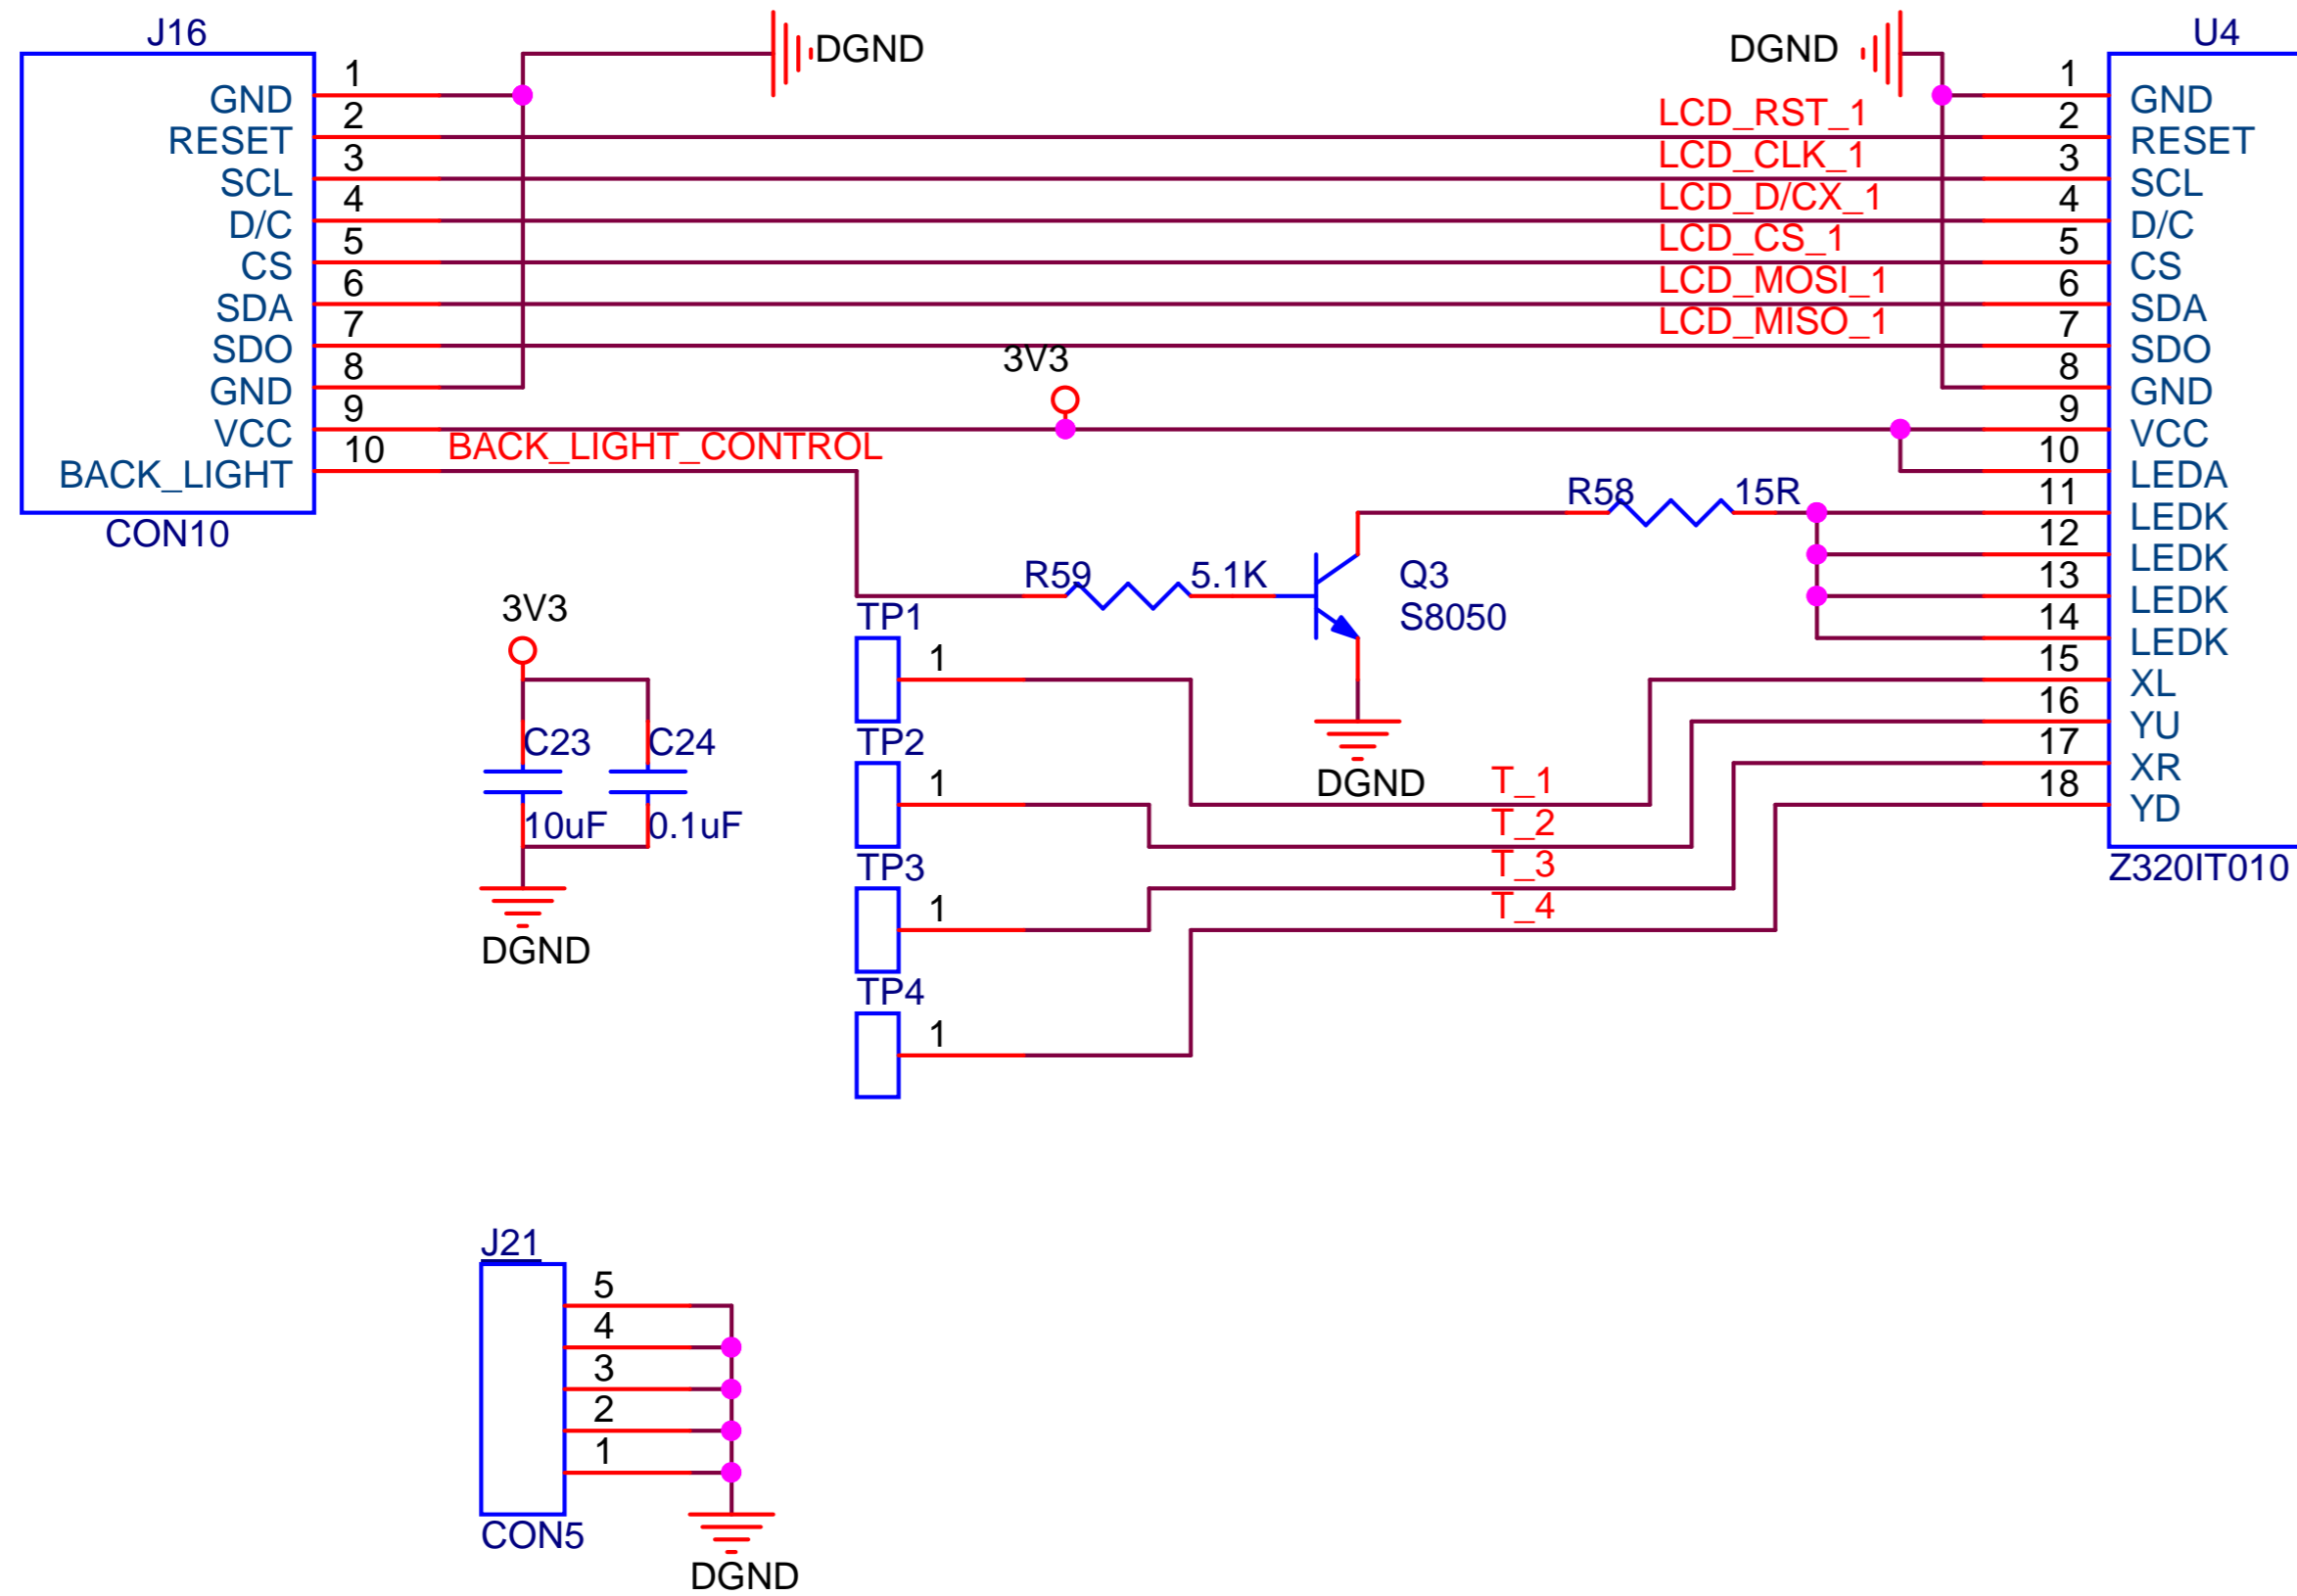 J16
1
GND
2
RESET
3
SCL
4
D/C
5
CS
6
SDA
7
SDO
8
GND
9
VCC
10
BACK_LIGHT
CON10
DGND
BACK_LIGHT_CONTROL
3V3
DGND
LCD_RST_1
LCD_CLK_1
LCD_D/CX_1
LCD_CS_1
LCD_MOSI_1
LCD_MISO_1
U4
1
GND
2
RESET
3
SCL
4
D/C
5
CS
6
SDA
7
SDO
8
GND
9
VCC
10
LEDA
11
LEDK
12
LEDK
13
LEDK
14
LEDK
15
XL
16
YU
17
XR
18
YD
Z320IT010
R58 15R
R59 5.1K
Q3
S8050
DGND
3V3
C23 C24
10uF 0.1uF
DGND
TP1
1
TP2
1
TP3
1
TP4
1
T_1
T_2
T_3
T_4
J21
5
4
3
2
1
CON5
DGND